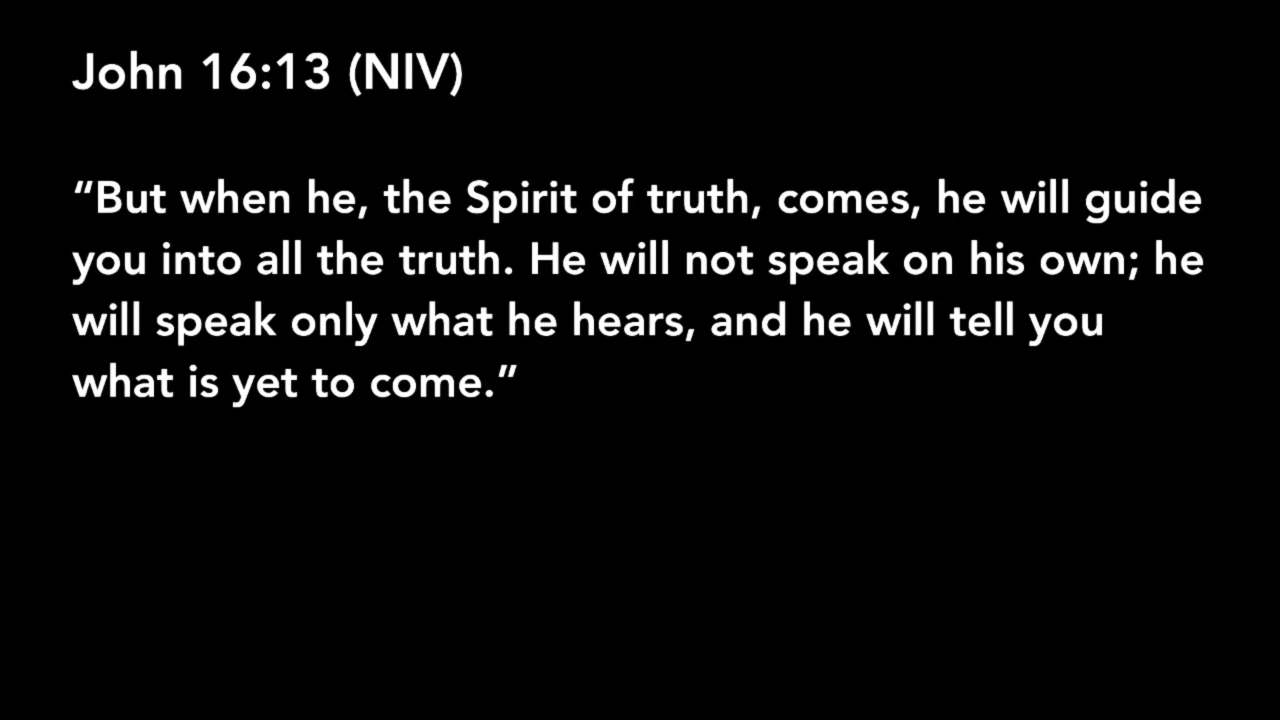 John 16:13 (NIV)
“But when he, the Spirit of truth, comes, he will guide
you into all the truth. He will not speak on his own; he
will speak only what he hears, and he will tell you
what is yet to come.”